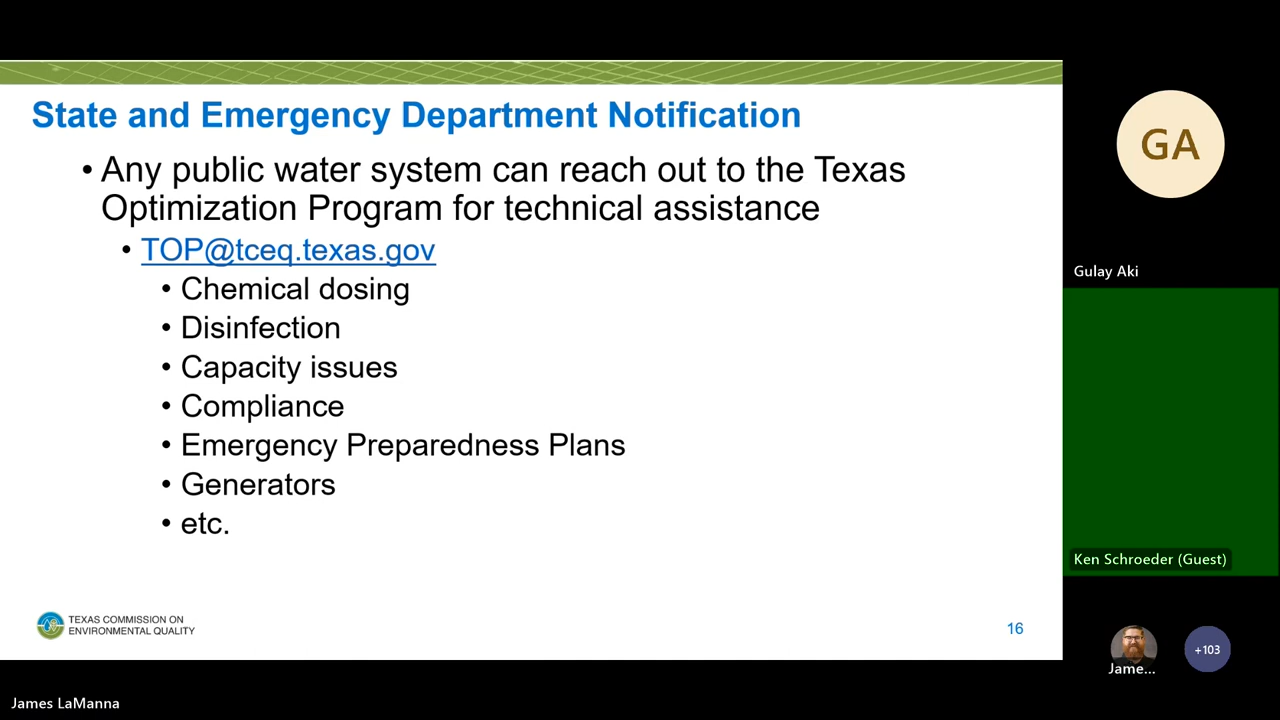 State and Emergency Department Notification
• Any public water system can reach out to the Texas
Optimization Program for technical assistance
• TOP@tceq.texas.gov
• Chemical dosing
• Disinfection
• Capacity issues
• Compliance
• Emergency Preparedness Plans
• Generators
• etc.
TEXAS COMMISSION ON
ENVIRONMENTAL QUALITY
16
GA
Gulay Aki
Ken Schroeder (Guest)
Jame...
+103
James LaManna